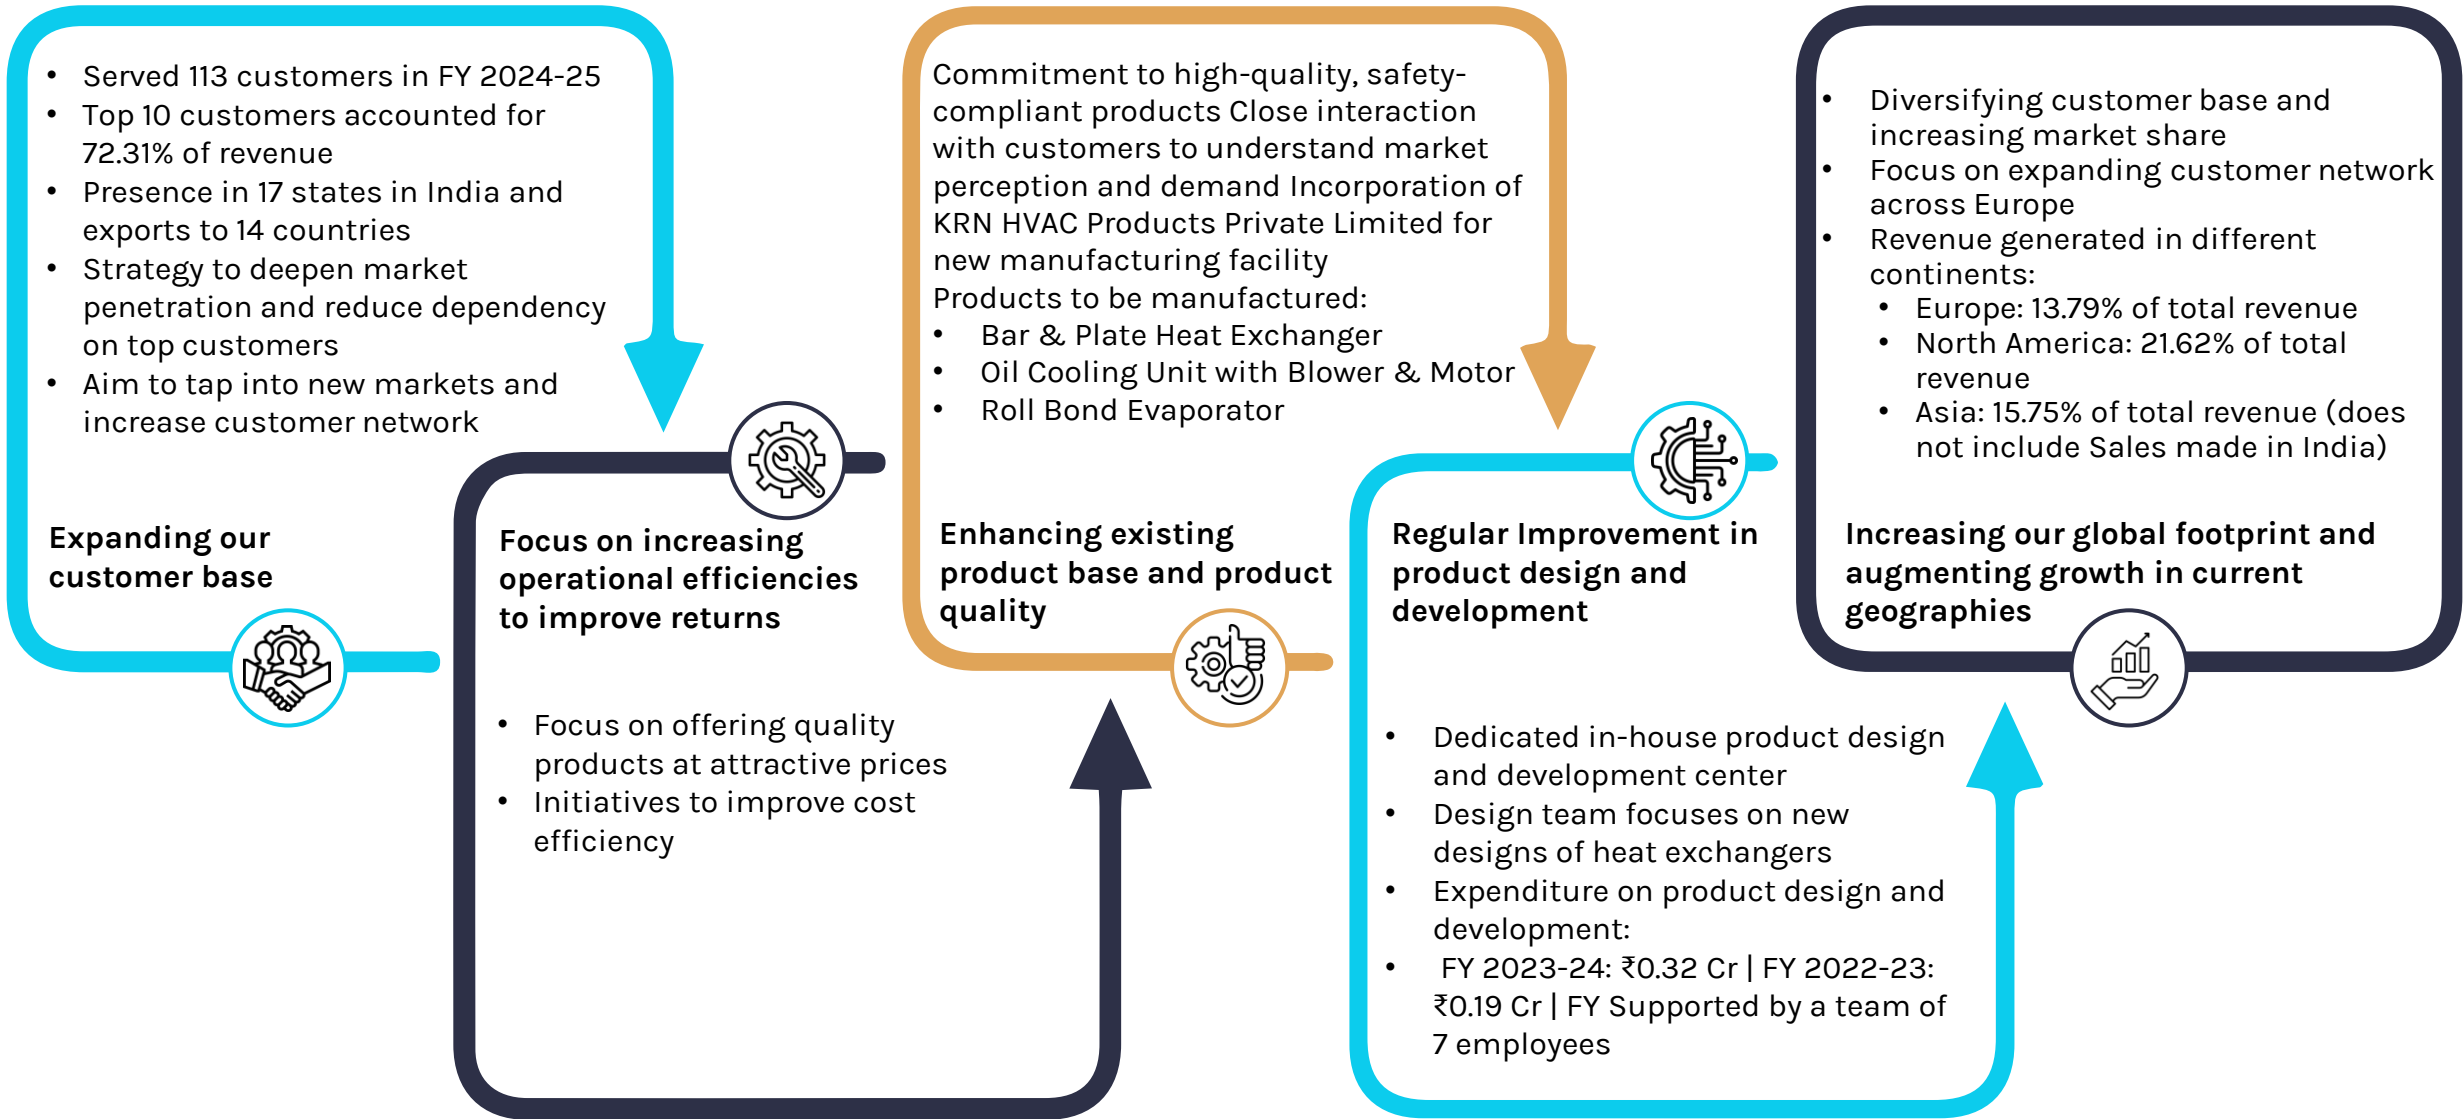 • Served 113 customers in FY 2024-25
• Top 10 customers accounted for
72.31% of revenue
• Presence in 17 states in India and
exports to 14 countries
• Strategy to deepen market
penetration and reduce dependency
on top customers
• Aim to tap into new markets and
increase customer network
Expanding our
customer base
Focus on increasing
operational efficiencies
to improve returns
• Focus on offering quality
products at attractive prices
• Initiatives to improve cost
efficiency
Commitment to high-quality, safety-
compliant products Close interaction
with customers to understand market
perception and demand Incorporation of
KRN HVAC Products Private Limited for
new manufacturing facility
Products to be manufactured:
• Bar & Plate Heat Exchanger
• Oil Cooling Unit with Blower & Motor
• Roll Bond Evaporator
Enhancing existing
product base and product
quality
Regular Improvement in
product design and
development
• Dedicated in-house product design
and development center
• Design team focuses on new
designs of heat exchangers
• Expenditure on product design and
development:
• FY 2023-24: ₹0.32 Cr | FY 2022-23:
₹0.19 Cr | FY Supported by a team of
7 employees
• Diversifying customer base and
increasing market share
• Focus on expanding customer network
across Europe
• Revenue generated in different
continents:
• Europe: 13.79% of total revenue
• North America: 21.62% of total
revenue
• Asia: 15.75% of total revenue (does
not include Sales made in India)
Increasing our global footprint and
augmenting growth in current
geographies